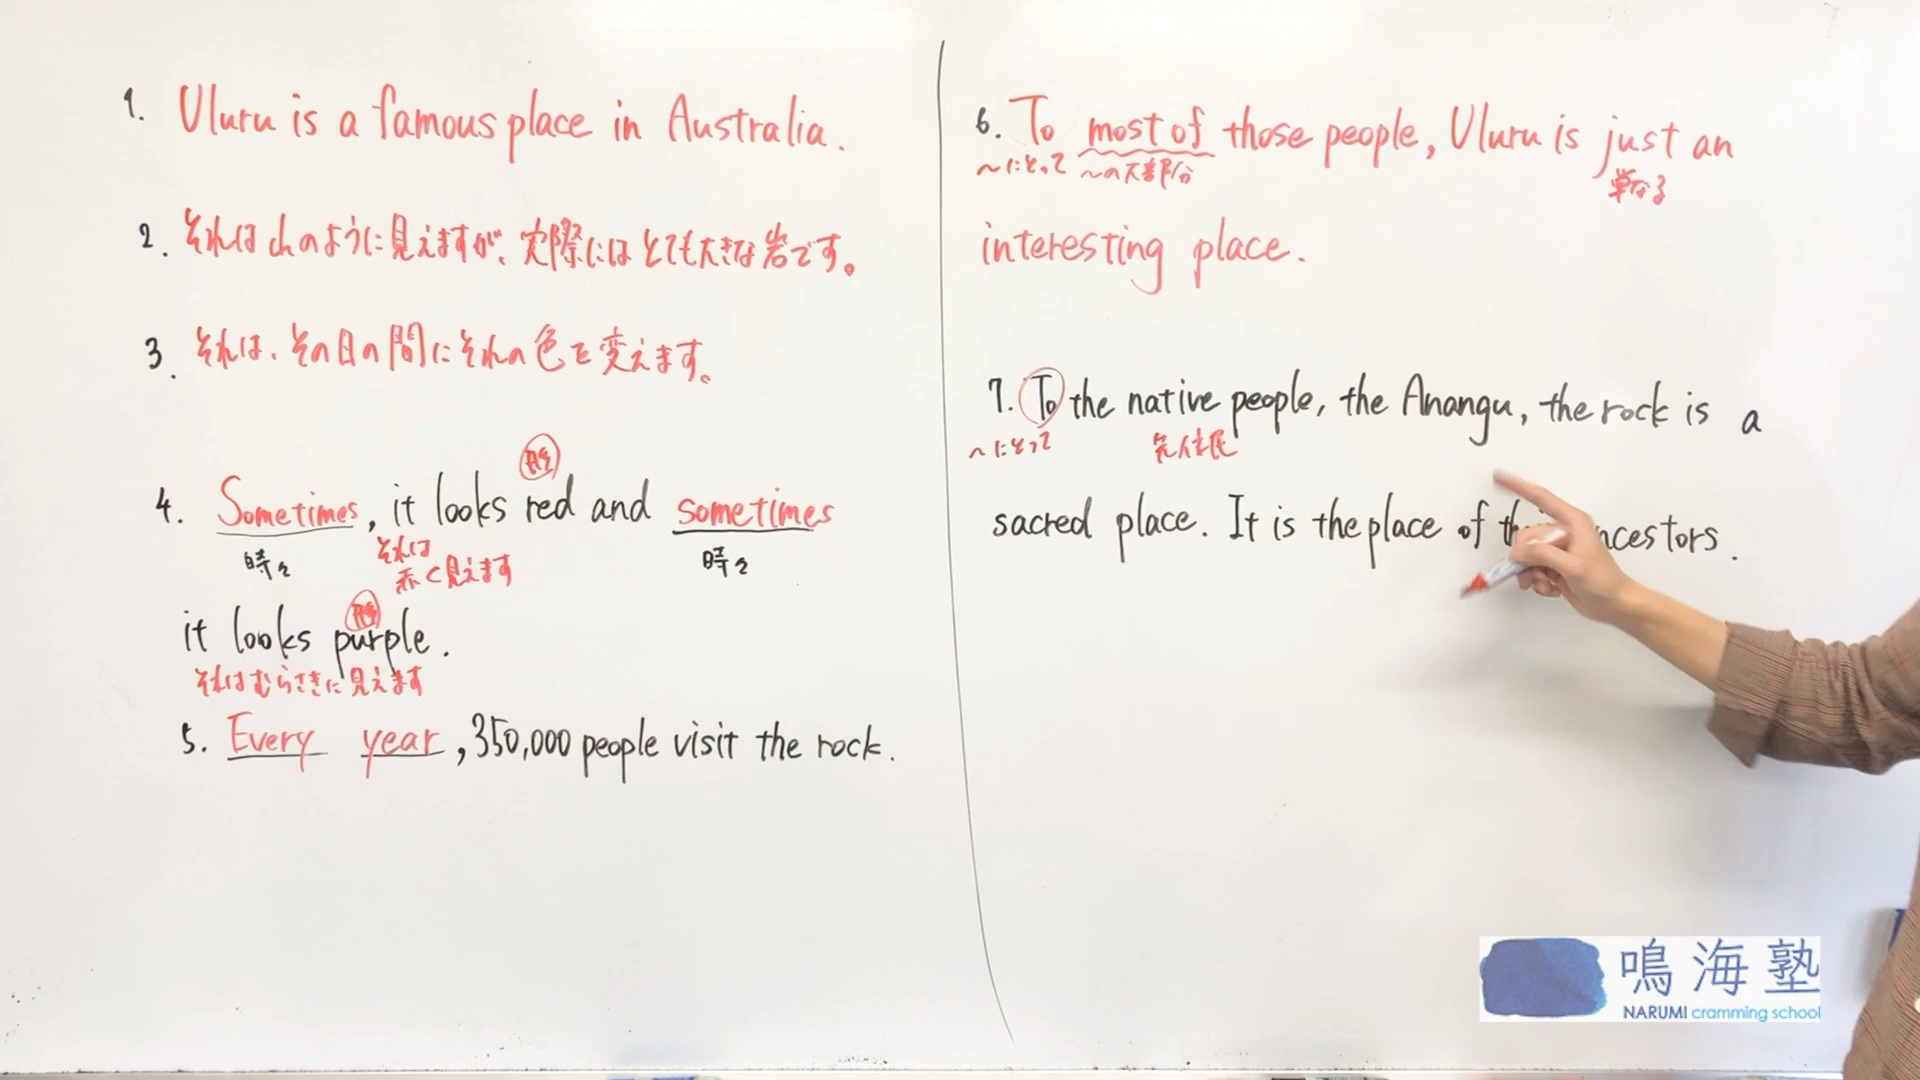 1. Uluru is a famous place in Australia.
2. それは山のように見えますが、実際にはとても大きな岩です。
3. それは、その日の間にそれの色を変えます。
形
4. Sometimes, it looks red and sometimes
時々 それは 時々
赤く見えます
形
it looks purple.
それはむらさきに見えます
5. Every year, 350,000 people visit the rock.
6. To most of those people, Uluru is just an
〜にとって 〜の大部分 単なる
interesting place.
7. To the native people, the Anangu, the rock is a
〜にとって 先住民
sacred place. It is the place of ancestors.
鳴海塾
NARUMI cramming school